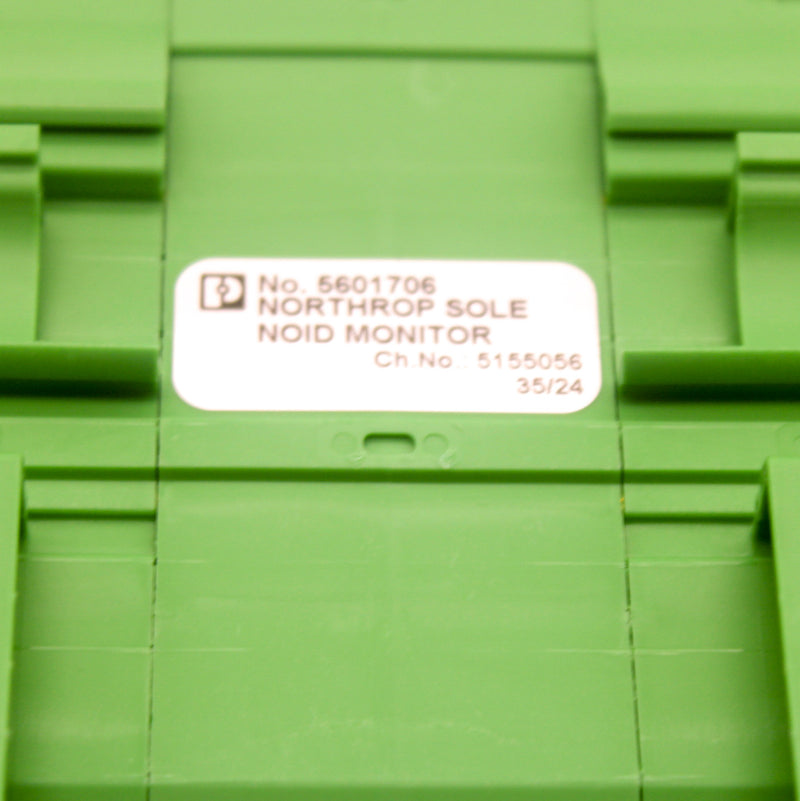 No. 5601706
NORTHROP SOLE
NOID MONITOR
Ch.No.: 5155056
35/24